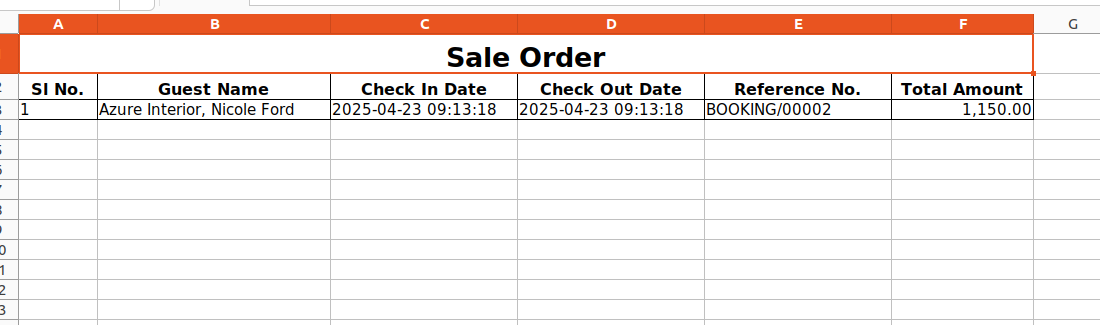 A B C D E F G
Sale Order
2 Sl No. Guest Name Check In Date Check Out Date Reference No. Total Amount
3 1 Azure Interior, Nicole Ford 2025-04-23 09:13:18 2025-04-23 09:13:18 BOOKING/00002 1,150.00
4
5
6
7
8
9
0
1
2
3